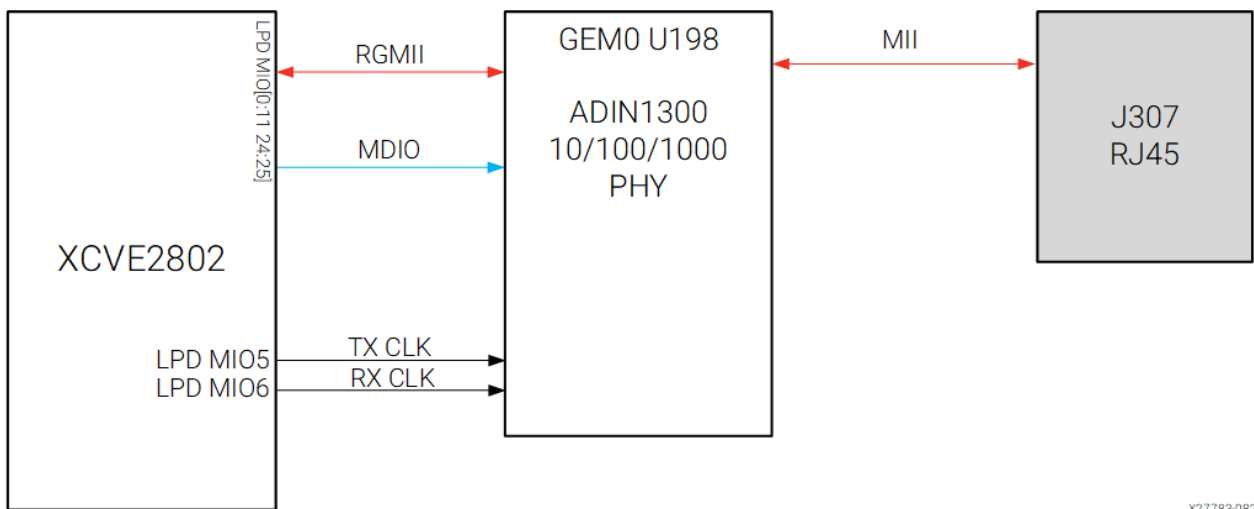 LPD MIO[0:11 24:25]
RGMII
MDIO
XCVE2802
LPD MIO5
LPD MIO6
TX CLK
RX CLK
GEM0 U198
ADIN1300
10/100/1000
PHY
MII
J307
RJ45